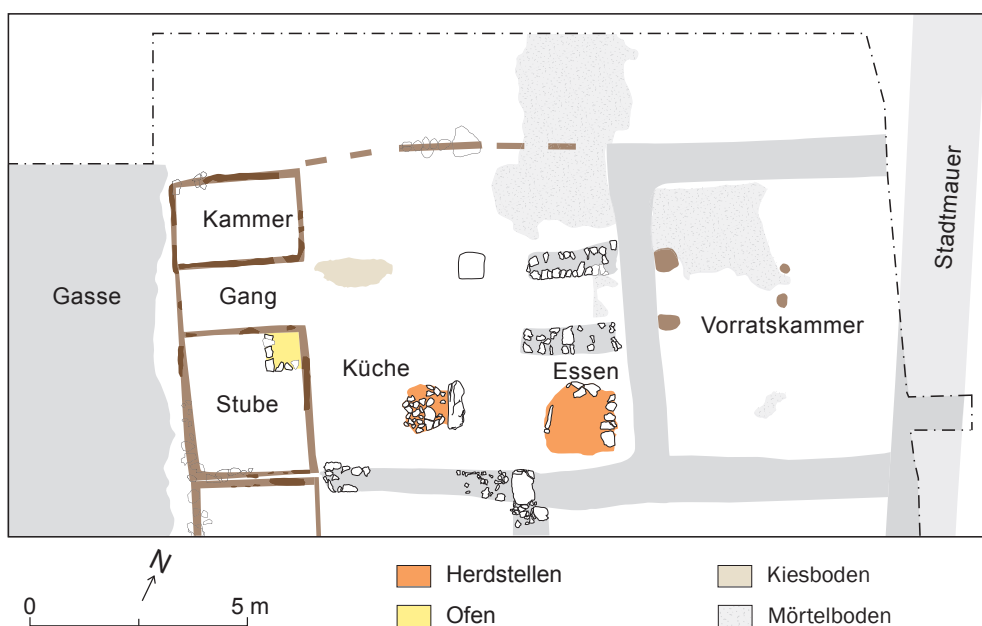 Kammer
Gasse
Gang
Stadtmauer
Vorratskammer
Küche
Essen
Stube
N
0 5 m
Herdstellen
Ofen
Kiesboden
Mörtelboden